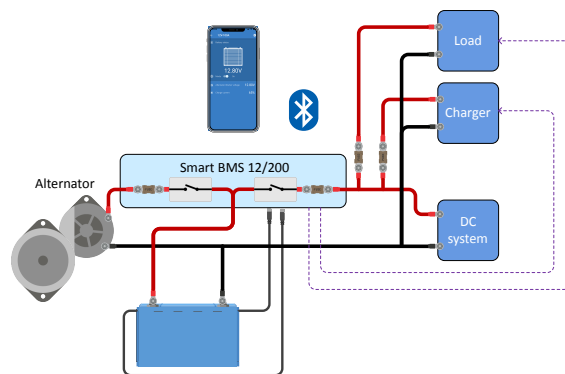 12.80V
Load
Charger
Smart BMS 12/200
Alternator
DC
system